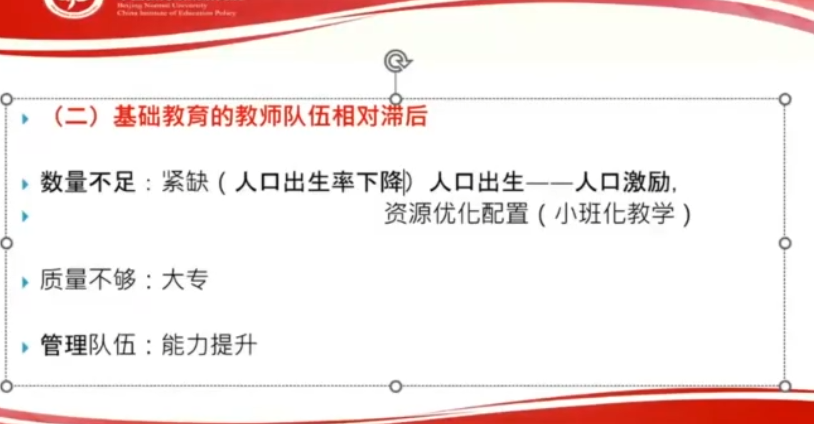 Beijing Normal University
China Institute of Education Policy
（二）基础教育的教师队伍相对滞后
数量不足：紧缺（人口出生率下降）人口出生——人口激励,
资源优化配置（小班化教学）
质量不够：大专
管理队伍：能力提升